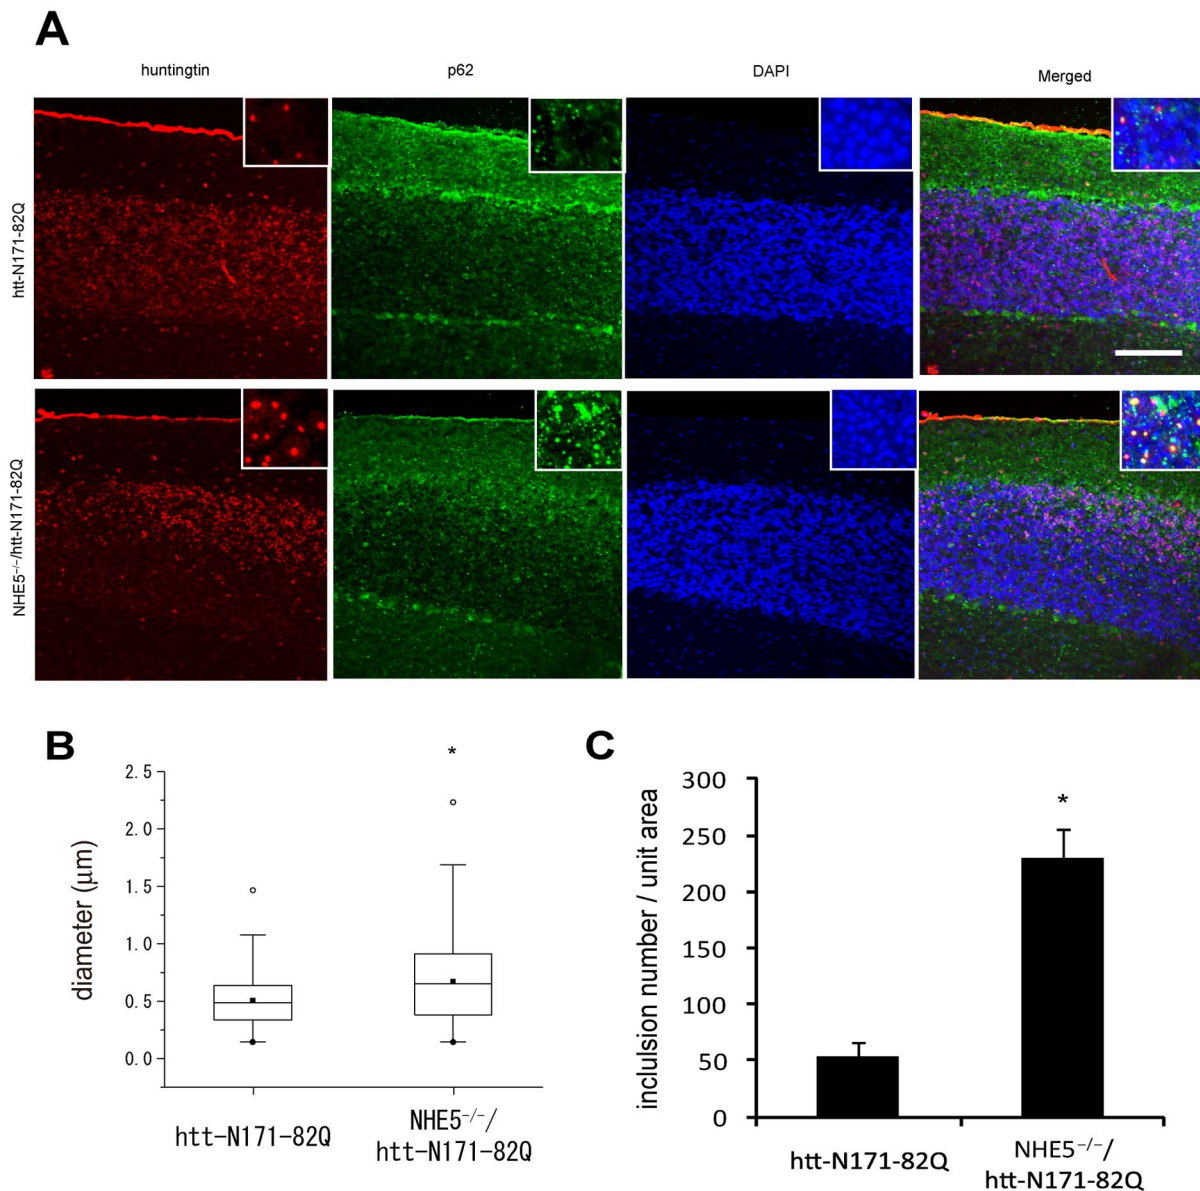 A
huntingtin
p62
DAPI
Merged
htt-N171-82Q
NHE5⁻/⁻/htt-N171-82Q
B
*
2.5
2.0
1.5
1.0
0.5
0.0
diameter (μm)
htt-N171-82Q
NHE5⁻/⁻/
htt-N171-82Q
C
*
300
250
200
150
100
50
0
inclulsion number / unit area
htt-N171-82Q
NHE5⁻/⁻/
htt-N171-82Q